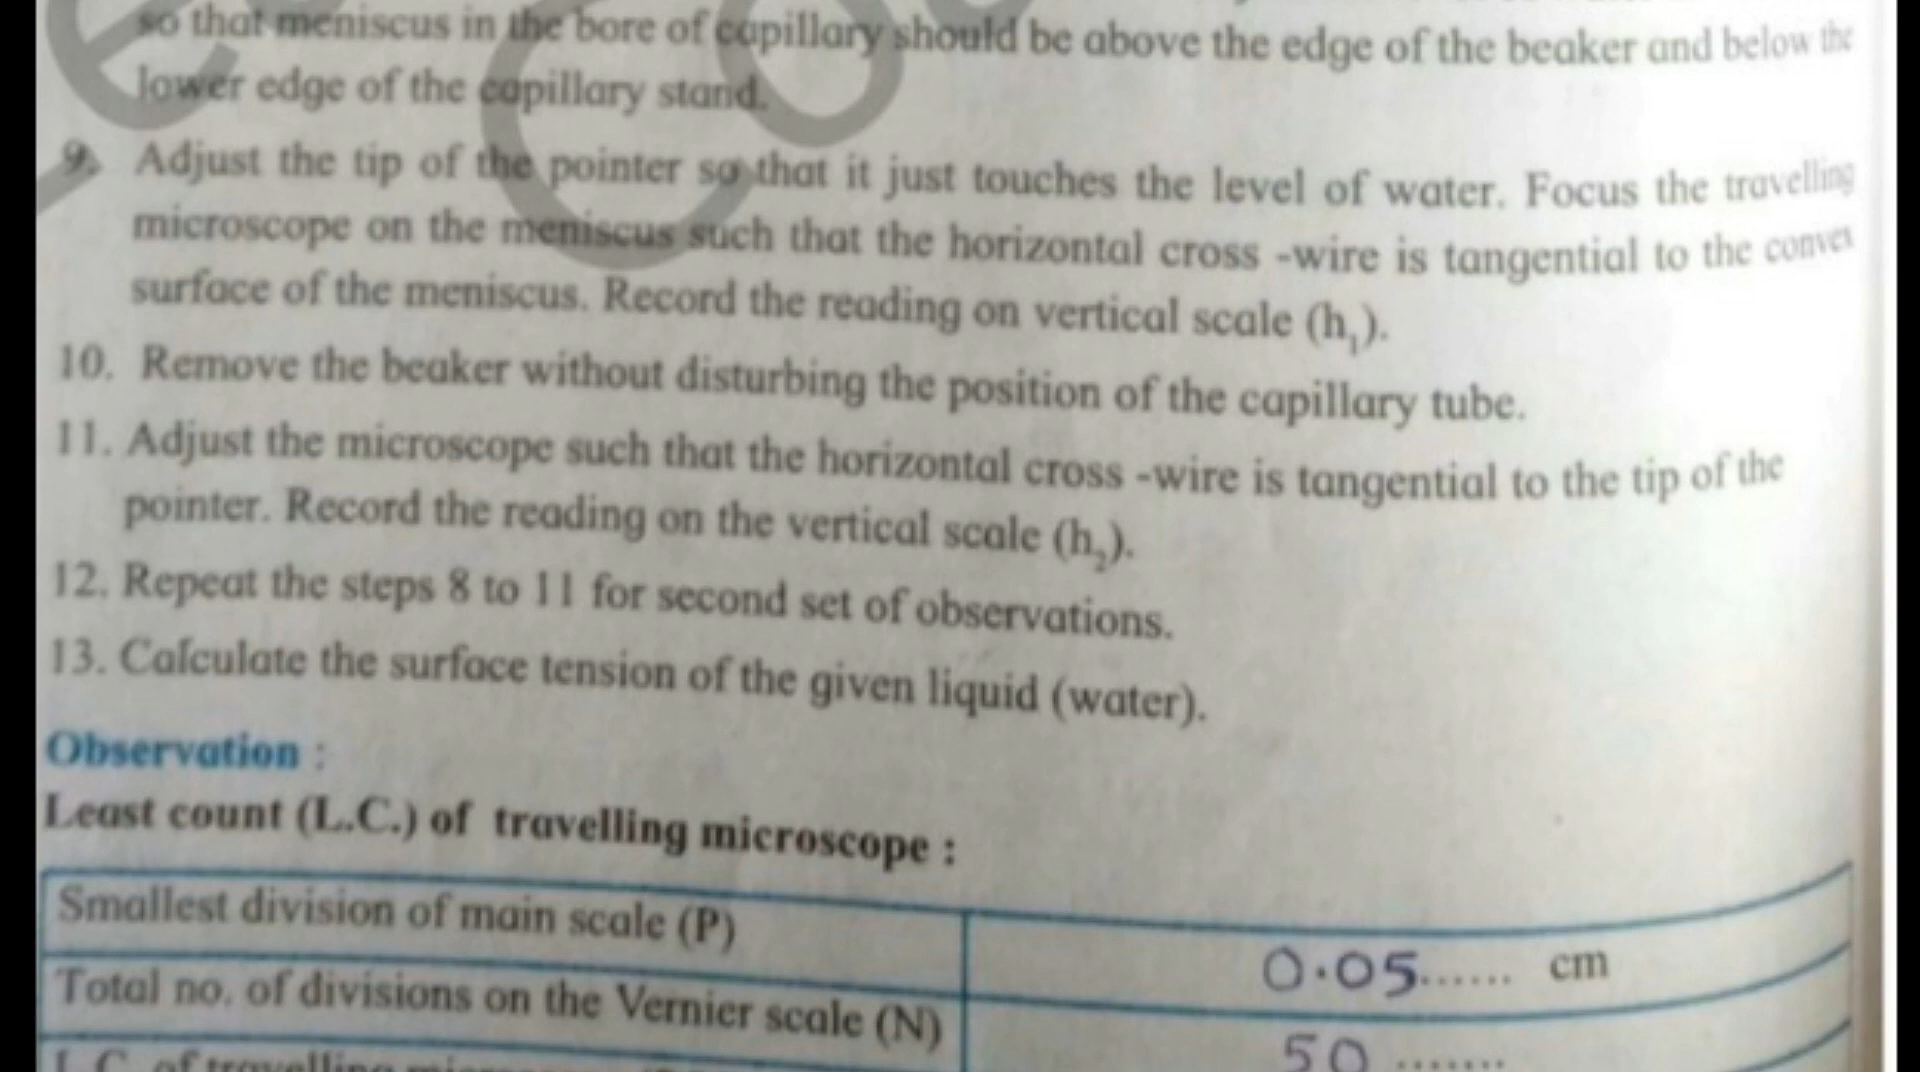 so that meniscus in the bore of capillary should be above the edge of the beaker and below the
lower edge of the capillary stand.
9. Adjust the tip of the pointer so that it just touches the level of water. Focus the travelling
microscope on the meniscus such that the horizontal cross -wire is tangential to the convex
surface of the meniscus. Record the reading on vertical scale (h₁).
10. Remove the beaker without disturbing the position of the capillary tube.
11. Adjust the microscope such that the horizontal cross -wire is tangential to the tip of the
pointer. Record the reading on the vertical scale (h₂).
12. Repeat the steps 8 to 11 for second set of observations.
13. Calculate the surface tension of the given liquid (water).
Observation :
Least count (L.C.) of travelling microscope :
Smallest division of main scale (P) 0.05...... cm
Total no. of divisions on the Vernier scale (N) 50 .......
L.C. of travelling